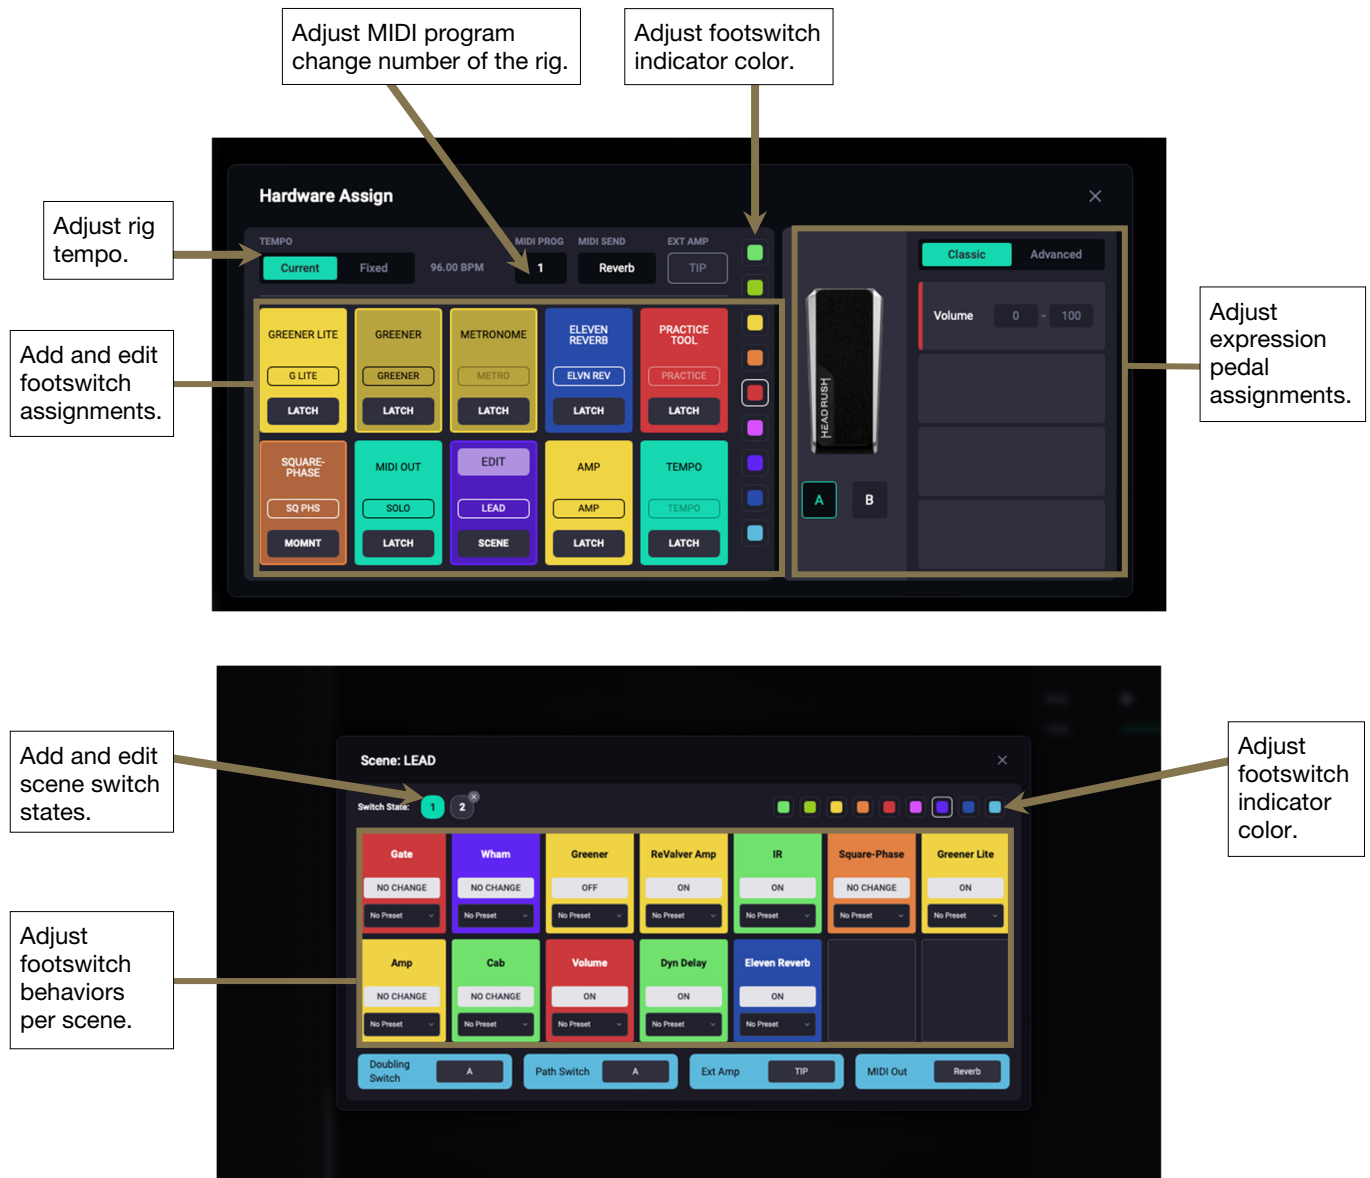 Adjust MIDI program
change number of the rig.
Adjust footswitch
indicator color.
Hardware Assign
Adjust rig
tempo.
TEMPO
Current
Fixed
96.00 BPM
MIDI PROG
1
MIDI SEND
Reverb
EXT AMP
TIP
Classic
Advanced
Volume
0 - 100
Add and edit
footswitch
assignments.
GREENER LITE
G LITE
LATCH
GREENER
GREENER
LATCH
METRONOME
METRO
LATCH
ELEVEN
REVERB
ELVN REV
LATCH
PRACTICE
TOOL
PRACTICE
LATCH
SQUARE-
PHASE
SQ PHS
MOMNT
MIDI OUT
SOLO
LATCH
EDIT
LEAD
SCENE
AMP
AMP
LATCH
TEMPO
TEMPO
LATCH
HEADRUSH
A
B
Adjust
expression
pedal
assignments.
Add and edit
scene switch
states.
Scene: LEAD
Switch State:
1
2
Adjust
footswitch
indicator
color.
Adjust
footswitch
behaviors
per scene.
Gate
NO CHANGE
No Preset
Wham
NO CHANGE
No Preset
Greener
OFF
No Preset
ReValver Amp
ON
No Preset
IR
ON
No Preset
Square-Phase
NO CHANGE
No Preset
Greener Lite
ON
No Preset
Amp
NO CHANGE
No Preset
Cab
NO CHANGE
No Preset
Volume
ON
No Preset
Dyn Delay
ON
No Preset
Eleven Reverb
ON
No Preset
Doubling
Switch
A
Path Switch
A
Ext Amp
TIP
MIDI Out
Reverb